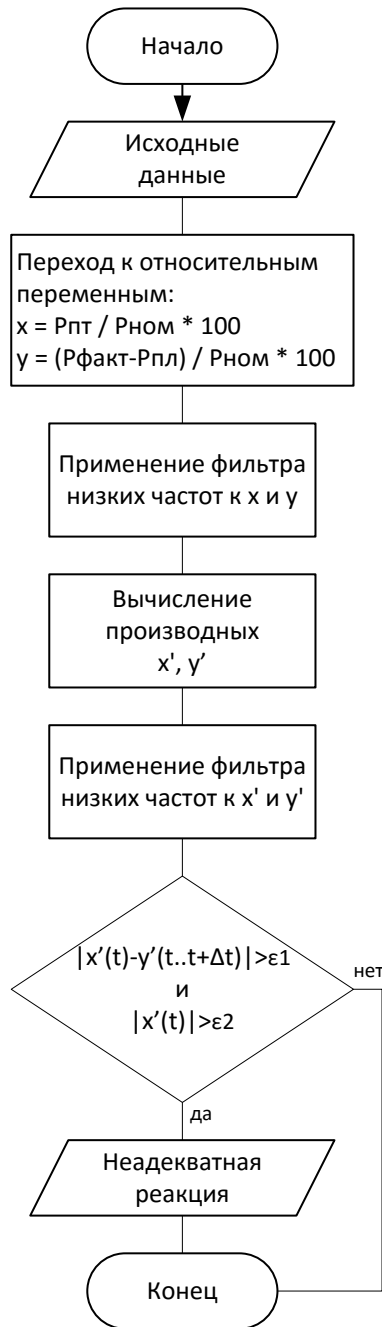 Начало
Исходные
данные
Переход к относительным
переменным:
x = Рпт / Рном * 100
y = (Рфакт-Рпл) / Рном * 100
Применение фильтра
низких частот к x и y
Вычисление
производных
x', y’
Применение фильтра
низких частот к x' и y'
|x’(t)-y’(t..t+Δt)|>ε1
и
|x’(t)|>ε2
нет
да
Неадекватная
реакция
Конец